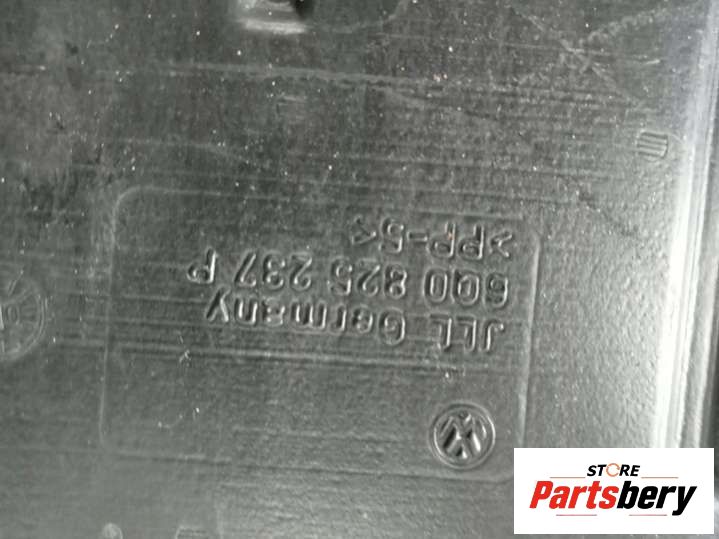 JLL Germany
6Q0 825 237 P
>PP-5<
STORE
Partsbery